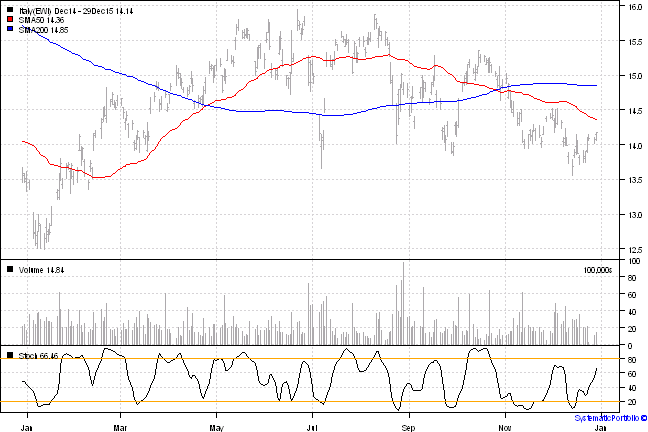 Italy(EWI) Dec14 - 29Dec15 14.14
SMA50 14.36
SMA200 14.85
16.0
15.5
15.0
14.5
14.0
13.5
13.0
12.5
Volume 14.84
100,000s
100
80
60
40
20
0
Stoch 66.46
80
60
40
20
Jan
Mar
May
Jul
Sep
Nov
Jan
SystematicPortfolio ©